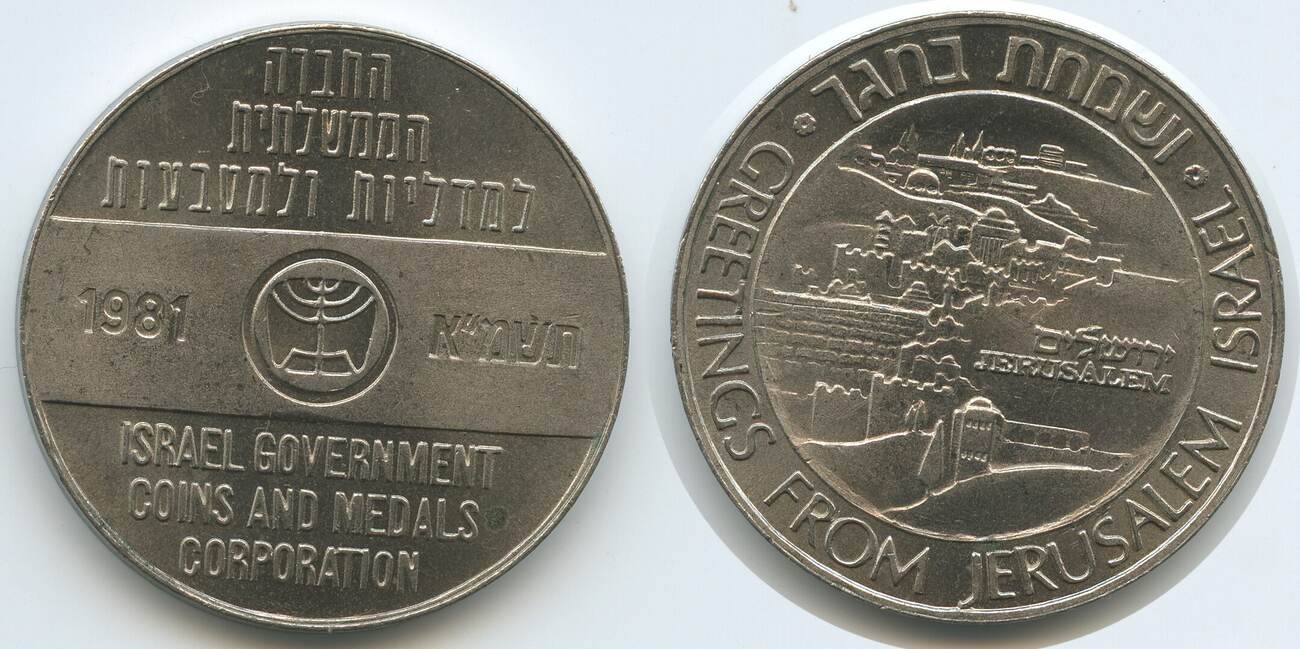 החברה
הממשלתית
למדליות ולמטבעות
1981 תשמ"א
ISRAEL GOVERNMENT
COINS AND MEDALS
CORPORATION
ושמחת בחגך
GREETINGS FROM JERUSALEM ISRAEL
ירושלים
JERUSALEM